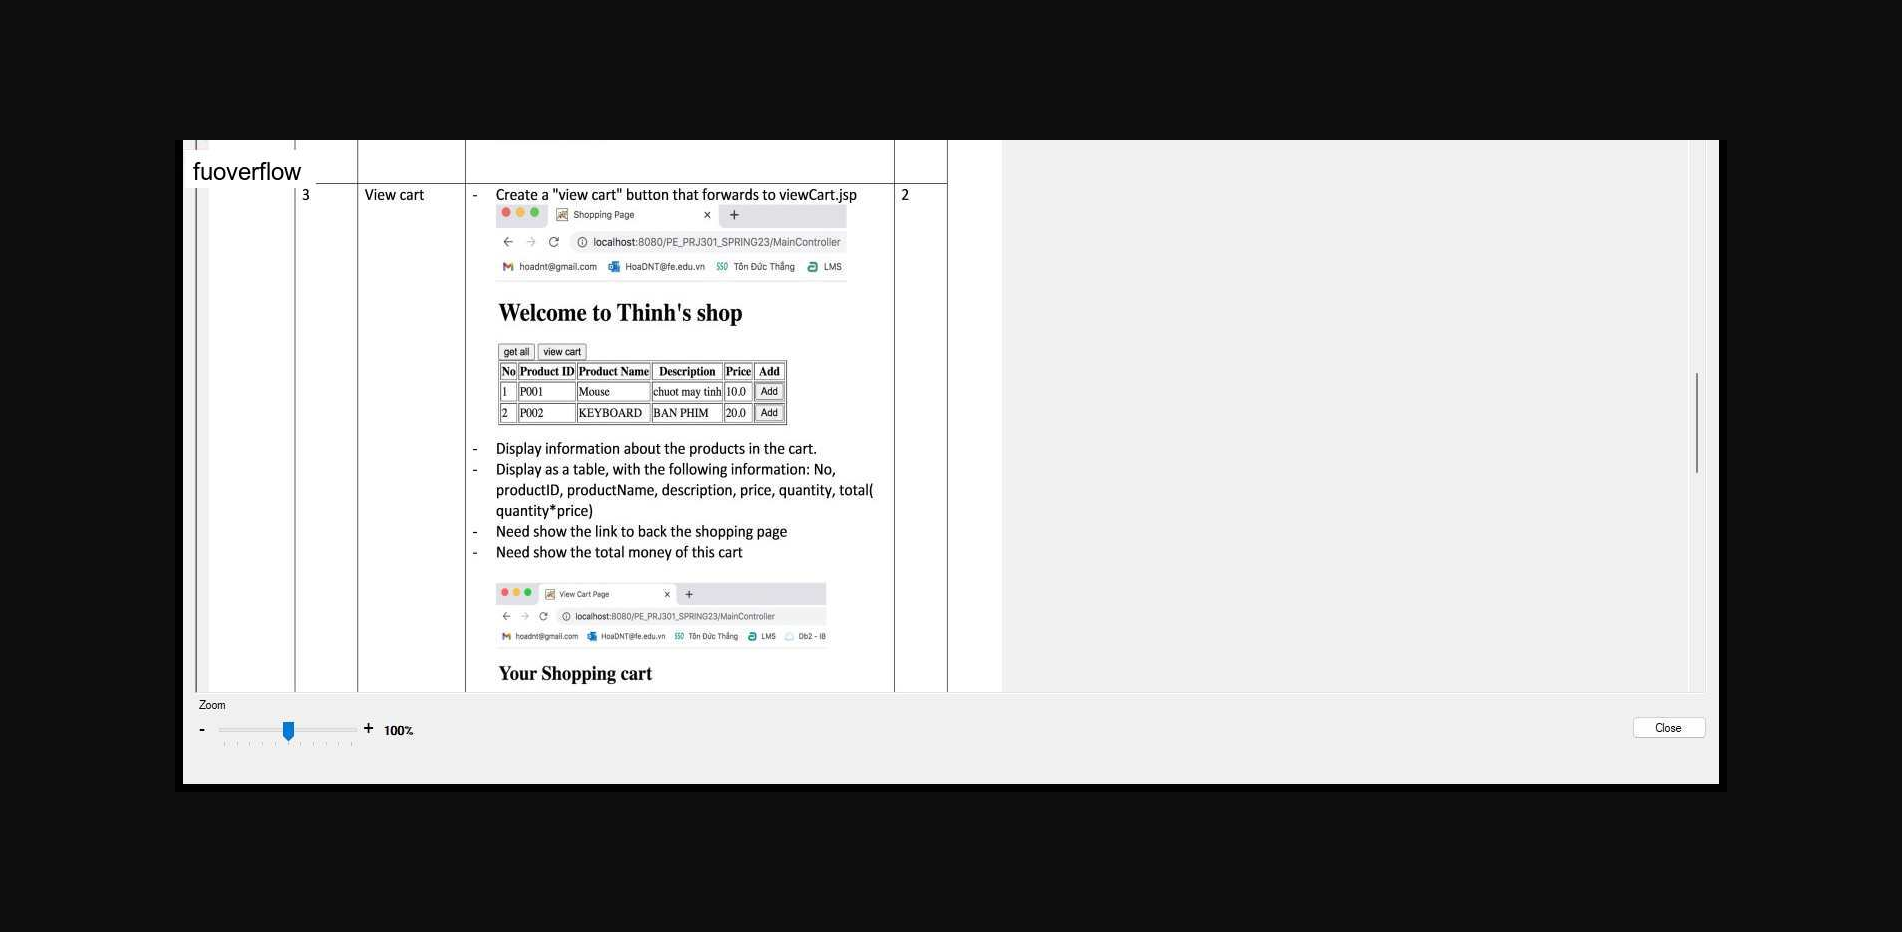 fuoverflow
3 View cart - Create a "view cart" button that forwards to viewCart.jsp 2
Shopping Page × +
localhost:8080/PE_PRJ301_SPRING23/MainController
hoadnt@gmail.com HoaDNT@fe.edu.vn SSO Tôn Đức Thắng LMS
Welcome to Thinh's shop
get all view cart
No Product ID Product Name Description Price Add
1 P001 Mouse chuot may tinh 10.0 Add
2 P002 KEYBOARD BAN PHIM 20.0 Add
- Display information about the products in the cart.
- Display as a table, with the following information: No,
productID, productName, description, price, quantity, total(
quantity*price)
- Need show the link to back the shopping page
- Need show the total money of this cart
View Cart Page × +
localhost:8080/PE_PRJ301_SPRING23/MainController
hoadnt@gmail.com HoaDNT@fe.edu.vn SSO Tôn Đức Thắng LMS Db2 - IB
Your Shopping cart
Zoom
- + 100%
Close